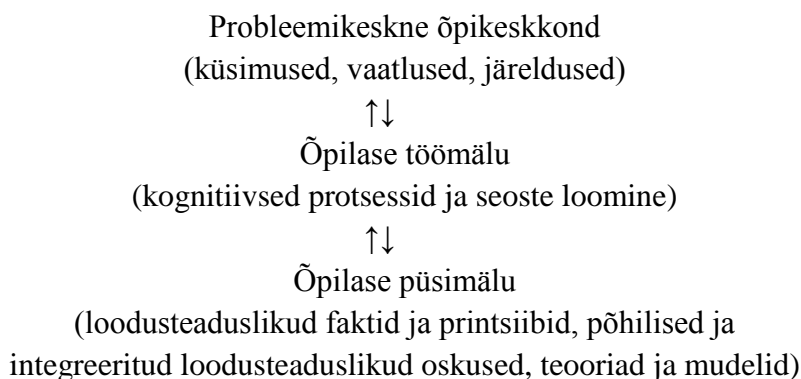 Probleemikeskne õpikeskkond
(küsimused, vaatlused, järeldused)
↑↓
Õpilase töömälu
(kognitiivsed protsessid ja seoste loomine)
↑↓
Õpilase püsimälu
(loodusteaduslikud faktid ja printsiibid, põhilised ja
integreeritud loodusteaduslikud oskused, teooriad ja mudelid)